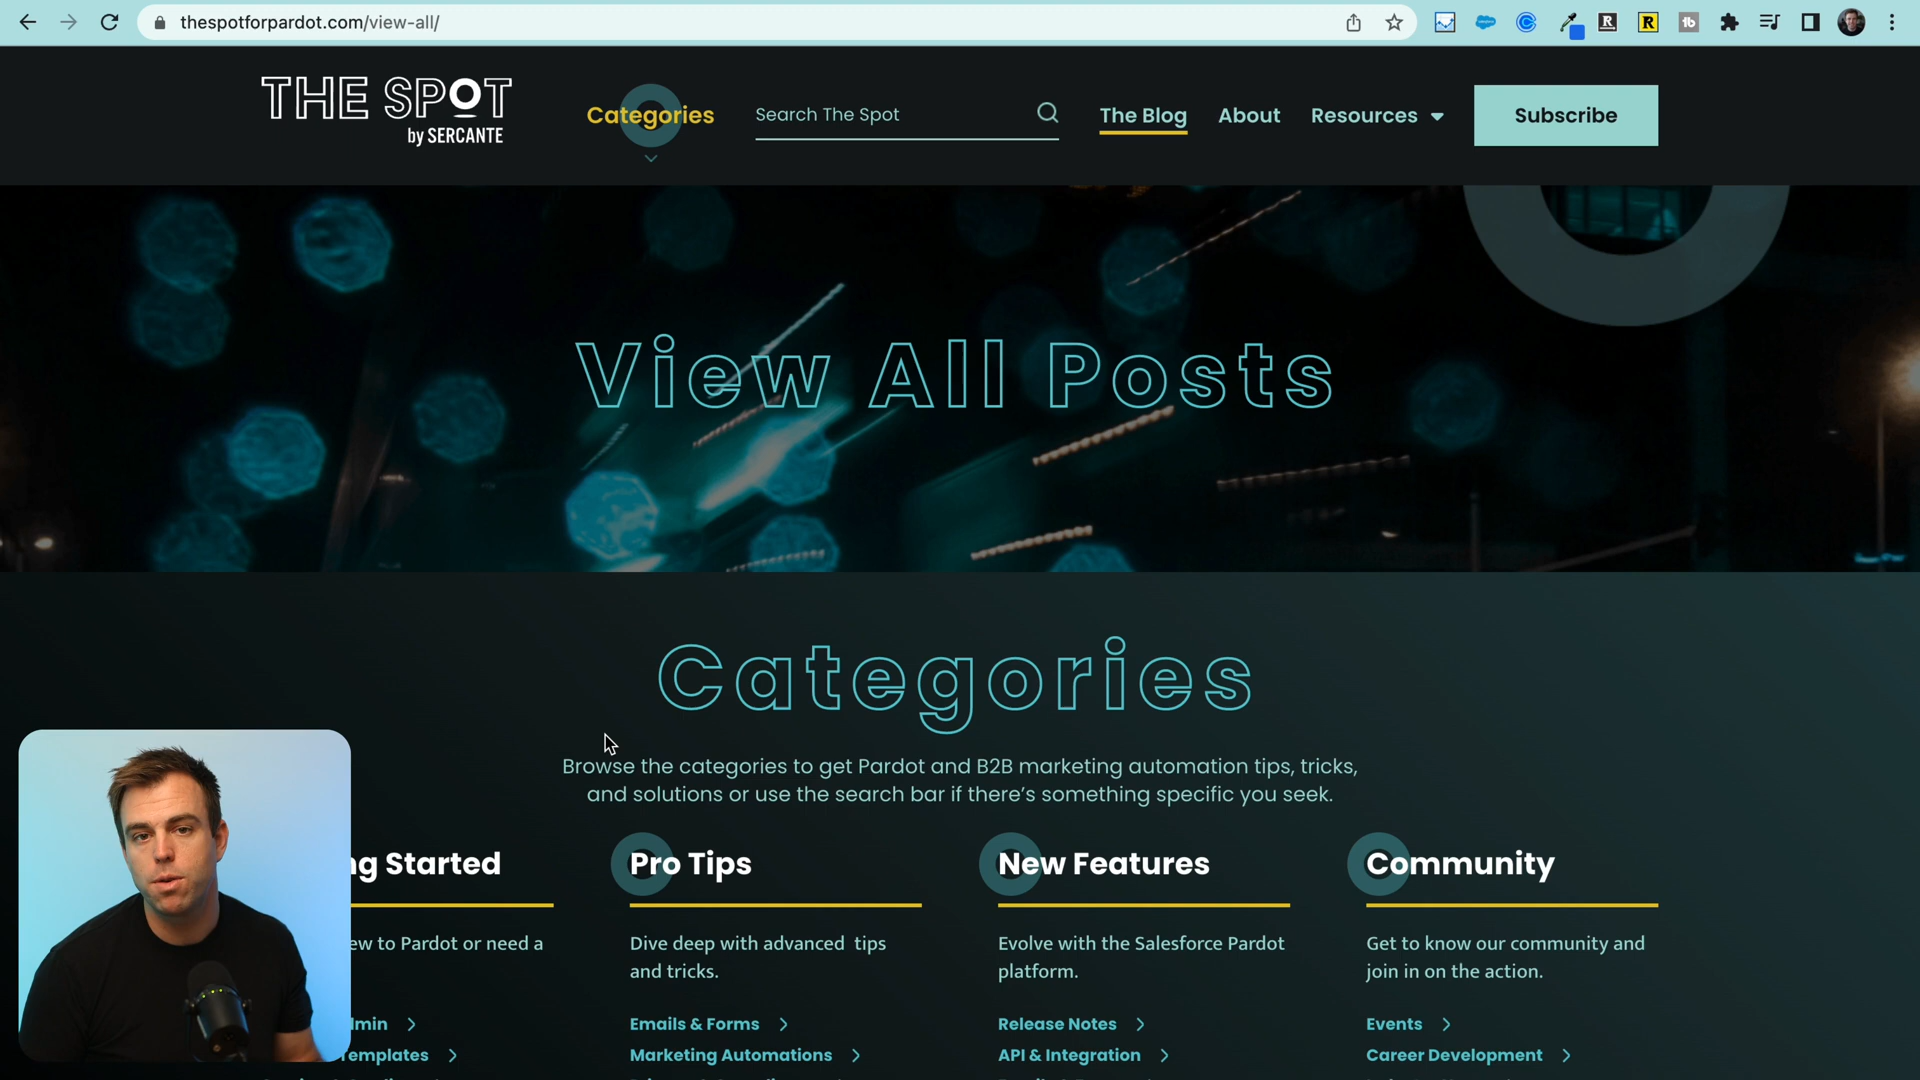 thespotforpardot.com/view-all/
THE SPOT
by SERCANTE
Categories
Search The Spot
The Blog
About
Resources
Subscribe
View All Posts
Categories
Browse the categories to get Pardot and B2B marketing automation tips, tricks,
and solutions or use the search bar if there's something specific you seek.
ng Started
Pro Tips
New Features
Community
ew to Pardot or need a
Dive deep with advanced tips
and tricks.
Evolve with the Salesforce Pardot
platform.
Get to know our community and
join in on the action.
dmin
Emails & Forms
Release Notes
Events
Templates
Marketing Automations
API & Integration
Career Development